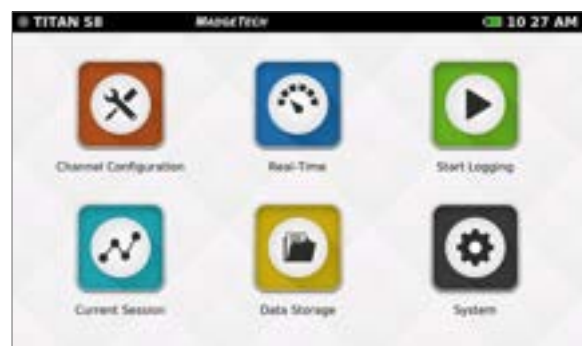 TITAN S8 MADGETECH 10 27 AM
Channel Configuration Real-Time Start Logging
Current Session Data Storage System